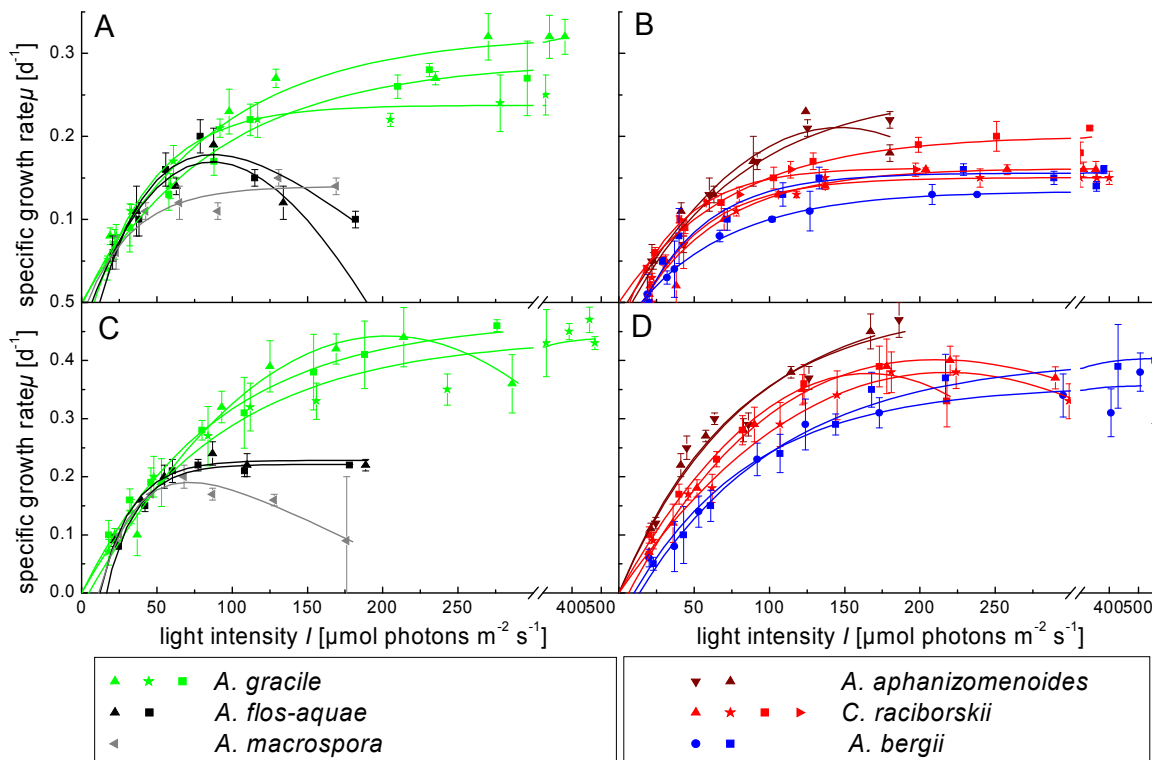 A
B
specific growth rateμ [d⁻¹]
0.3
0.2
0.1
0.5
C
D
specific growth rateμ [d⁻¹]
0.4
0.3
0.2
0.1
0.0
0 50 100 150 200 250 400500
50 100 150 200 250 400500
light intensity I [μmol photons m⁻² s⁻¹]
light intensity I [μmol photons m⁻² s⁻¹]
A. gracile
A. flos-aquae
A. macrospora
A. aphanizomenoides
C. raciborskii
A. bergii